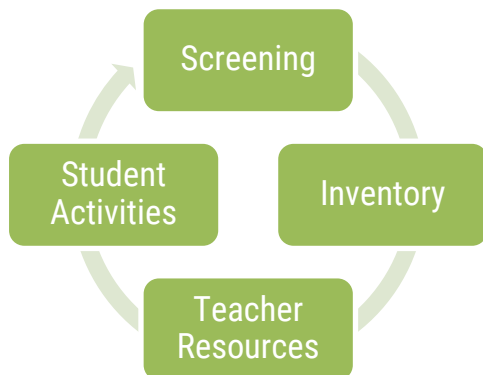 Screening
Inventory
Teacher
Resources
Student
Activities